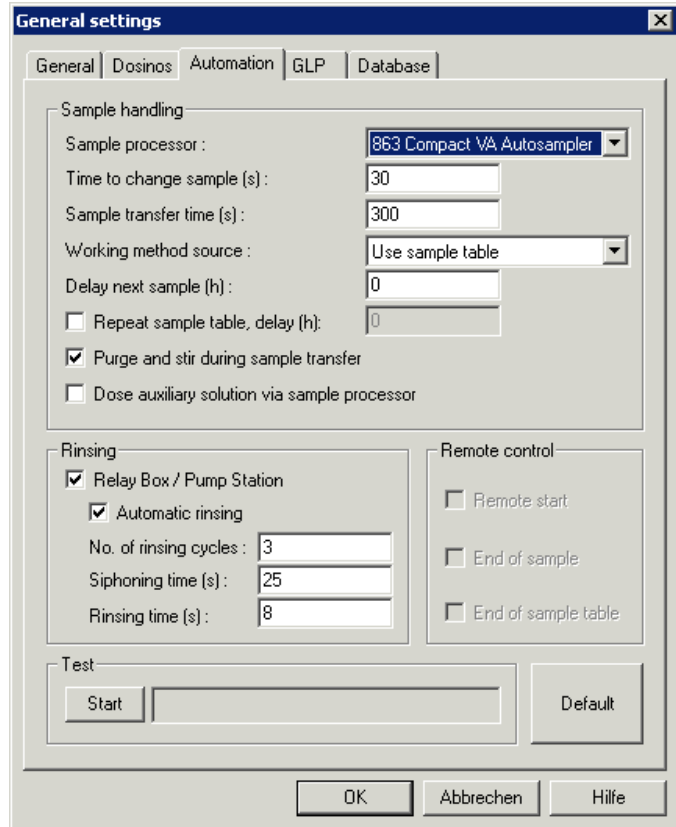 General settings
General Dosinos Automation GLP Database
Sample handling
Sample processor : 863 Compact VA Autosampler
Time to change sample (s) : 30
Sample transfer time (s) : 300
Working method source : Use sample table
Delay next sample (h) : 0
Repeat sample table, delay (h): 0
Purge and stir during sample transfer
Dose auxiliary solution via sample processor
Rinsing
Relay Box / Pump Station
Automatic rinsing
No. of rinsing cycles : 3
Siphoning time (s) : 25
Rinsing time (s) : 8
Remote control
Remote start
End of sample
End of sample table
Test
Start
Default
OK Abbrechen Hilfe